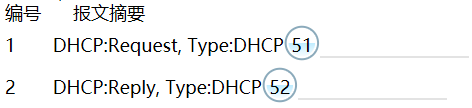 编号 报文摘要
1 DHCP:Request, Type:DHCP 51
2 DHCP:Reply, Type:DHCP 52